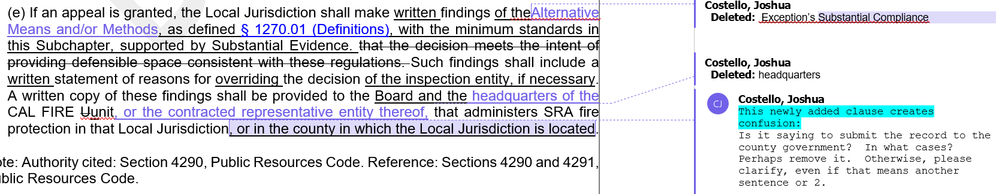 (e) If an appeal is granted, the Local Jurisdiction shall make written findings of theAlternative
Means and/or Methods, as defined § 1270.01 (Definitions), with the minimum standards in
this Subchapter, supported by Substantial Evidence. that the decision meets the intent of
providing defensible space consistent with these regulations. Such findings shall include a
written statement of reasons for overriding the decision of the inspection entity, if necessary.
A written copy of these findings shall be provided to the Board and the headquarters of the
CAL FIRE Uunit, or the contracted representative entity thereof, that administers SRA fire
protection in that Local Jurisdiction, or in the county in which the Local Jurisdiction is located.
ote: Authority cited: Section 4290, Public Resources Code. Reference: Sections 4290 and 4291,
ublic Resources Code.
Costello, Joshua
Deleted: Exception's Substantial Compliance
Costello, Joshua
Deleted: headquarters
CJ
Costello, Joshua
This newly added clause creates
confusion:
Is it saying to submit the record to the
county government? In what cases?
Perhaps remove it. Otherwise, please
clarify, even if that means another
sentence or 2.